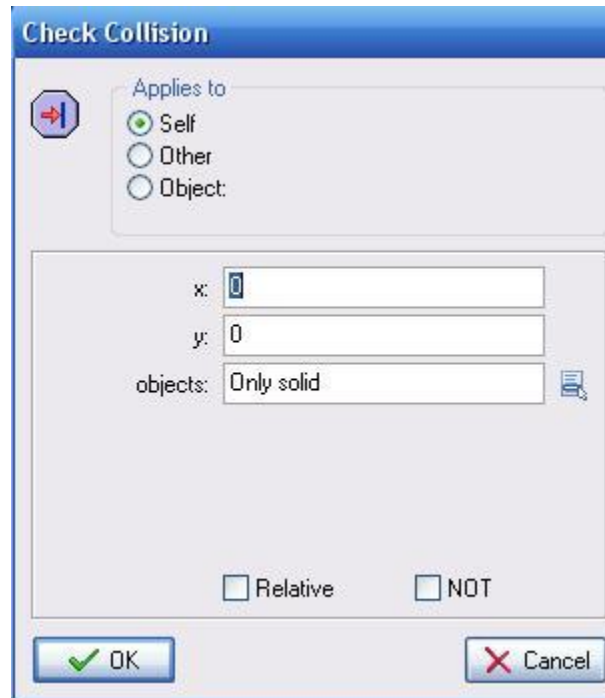 Check Collision
Applies to
Self
Other
Object:
x: 0
y: 0
objects: Only solid
Relative NOT
OK Cancel